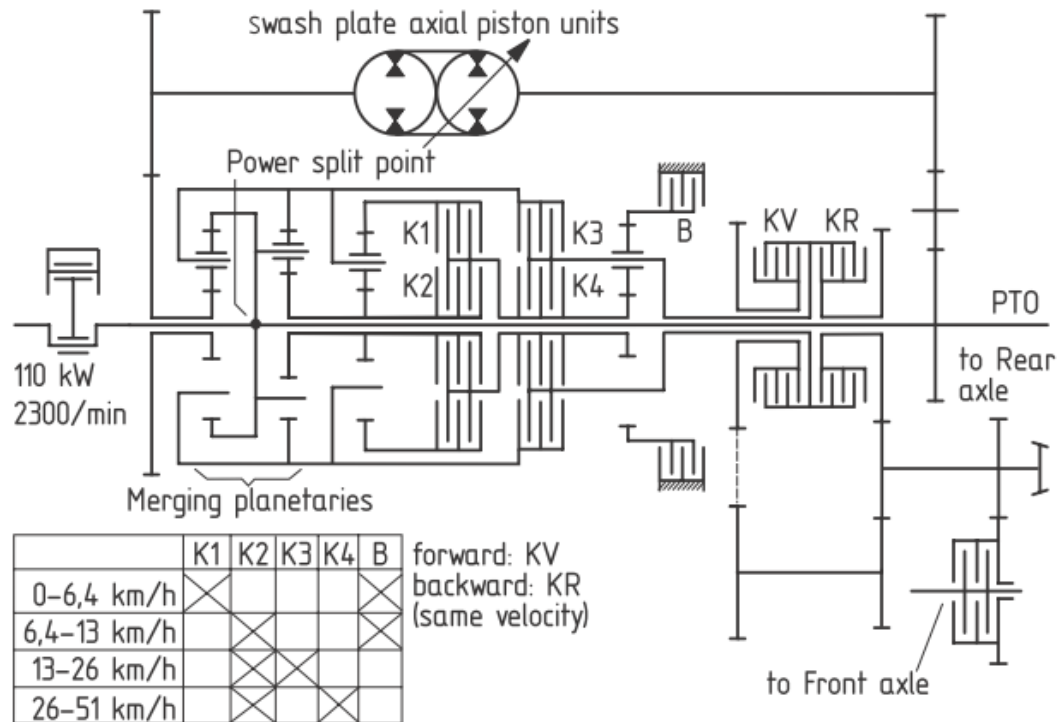 swash plate axial piston units
Power split point
K1
K3
B
KV
KR
K2
K4
PTO
110 kW
2300/min
to Rear
axle
Merging planetaries
K1 K2 K3 K4 B
0-6,4 km/h
6,4-13 km/h
13-26 km/h
26-51 km/h
forward: KV
backward: KR
(same velocity)
to Front axle